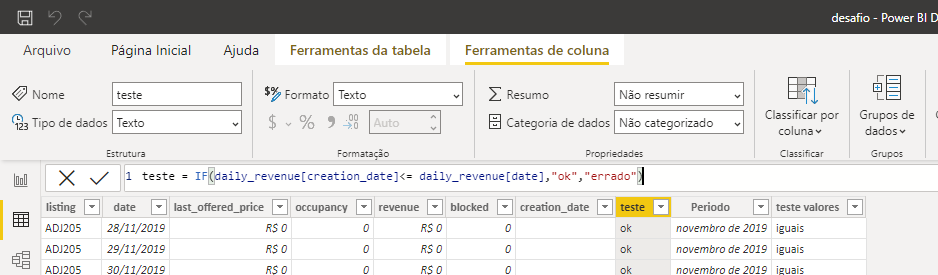 desafio - Power BI D
Arquivo Página Inicial Ajuda Ferramentas da tabela Ferramentas de coluna
Nome teste
Tipo de dados Texto
Estrutura
$% Formato Texto
$ % Auto
Formatação
Σ Resumo Não resumir
Categoria de dados Não categorizado
Propriedades
Classificar por
coluna
Classificar
Grupos de
dados
Grupos
1 teste = IF(daily_revenue[creation_date]<= daily_revenue[date],"ok","errado")
listing date last_offered_price occupancy revenue blocked creation_date teste Periodo teste valores
ADJ205 28/11/2019 R$ 0 0 R$ 0 0 ok novembro de 2019 iguais
ADJ205 29/11/2019 R$ 0 0 R$ 0 0 ok novembro de 2019 iguais
ADJ205 30/11/2019 R$ 0 0 R$ 0 0 ok novembro de 2019 iguais